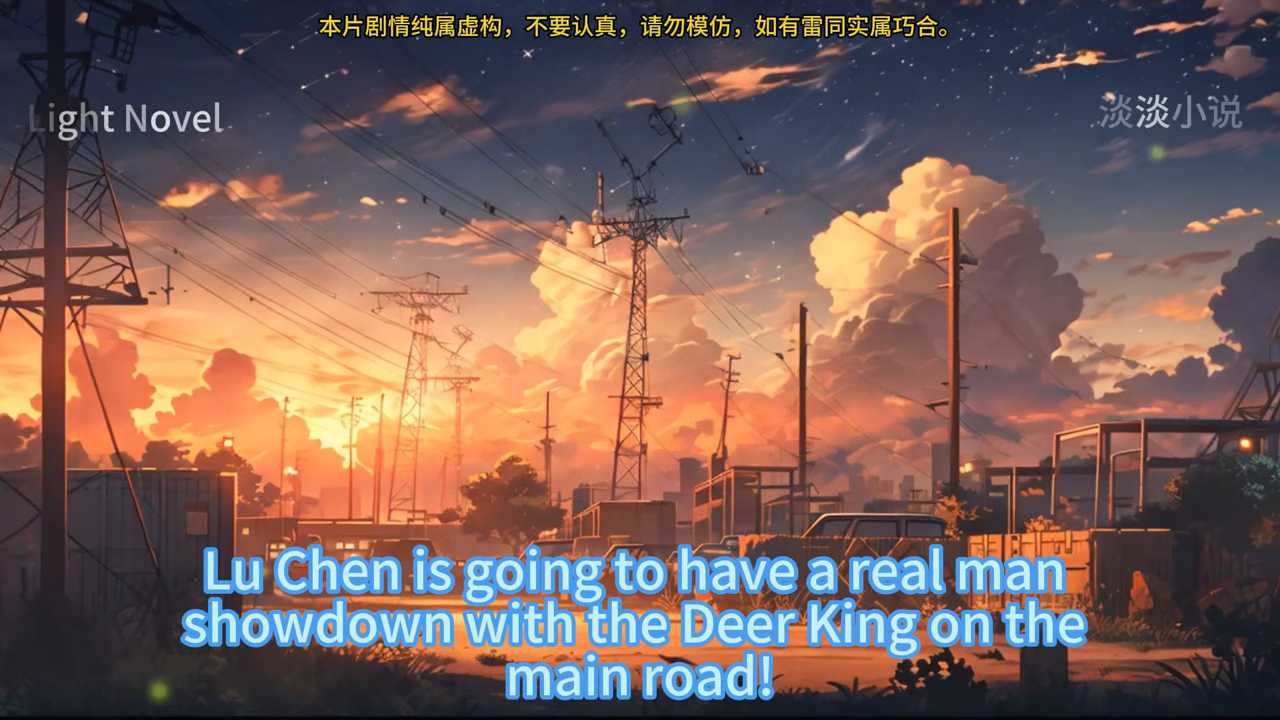 本片剧情纯属虚构，不要认真，请勿模仿，如有雷同实属巧合。
Light Novel
淡淡小说
Lu Chen is going to have a real man
showdown with the Deer King on the
main road!